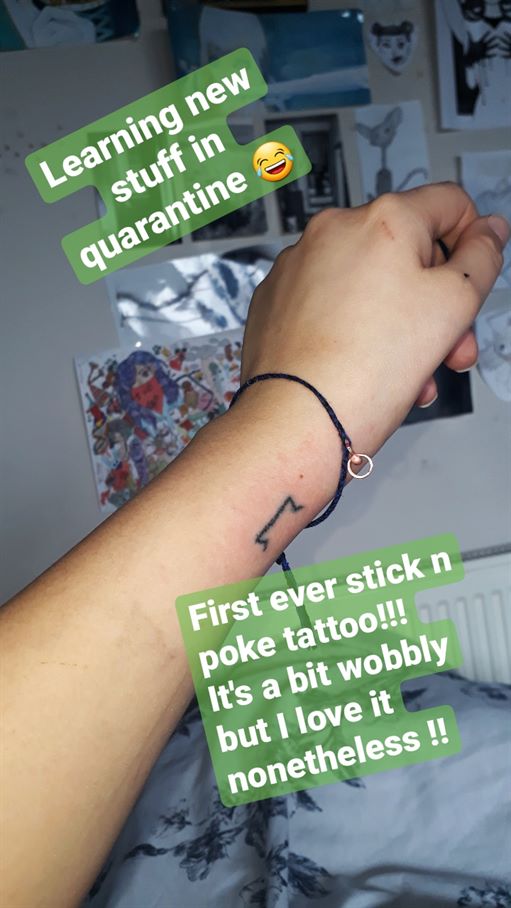 Learning new
stuff in
quarantine 😂
First ever stick n
poke tattoo!!!
It's a bit wobbly
but I love it
nonetheless !!